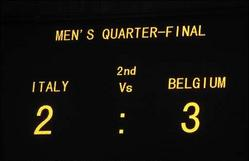 MEN'S QUARTER-FINAL
2nd
ITALY Vs BELGIUM
2 : 3